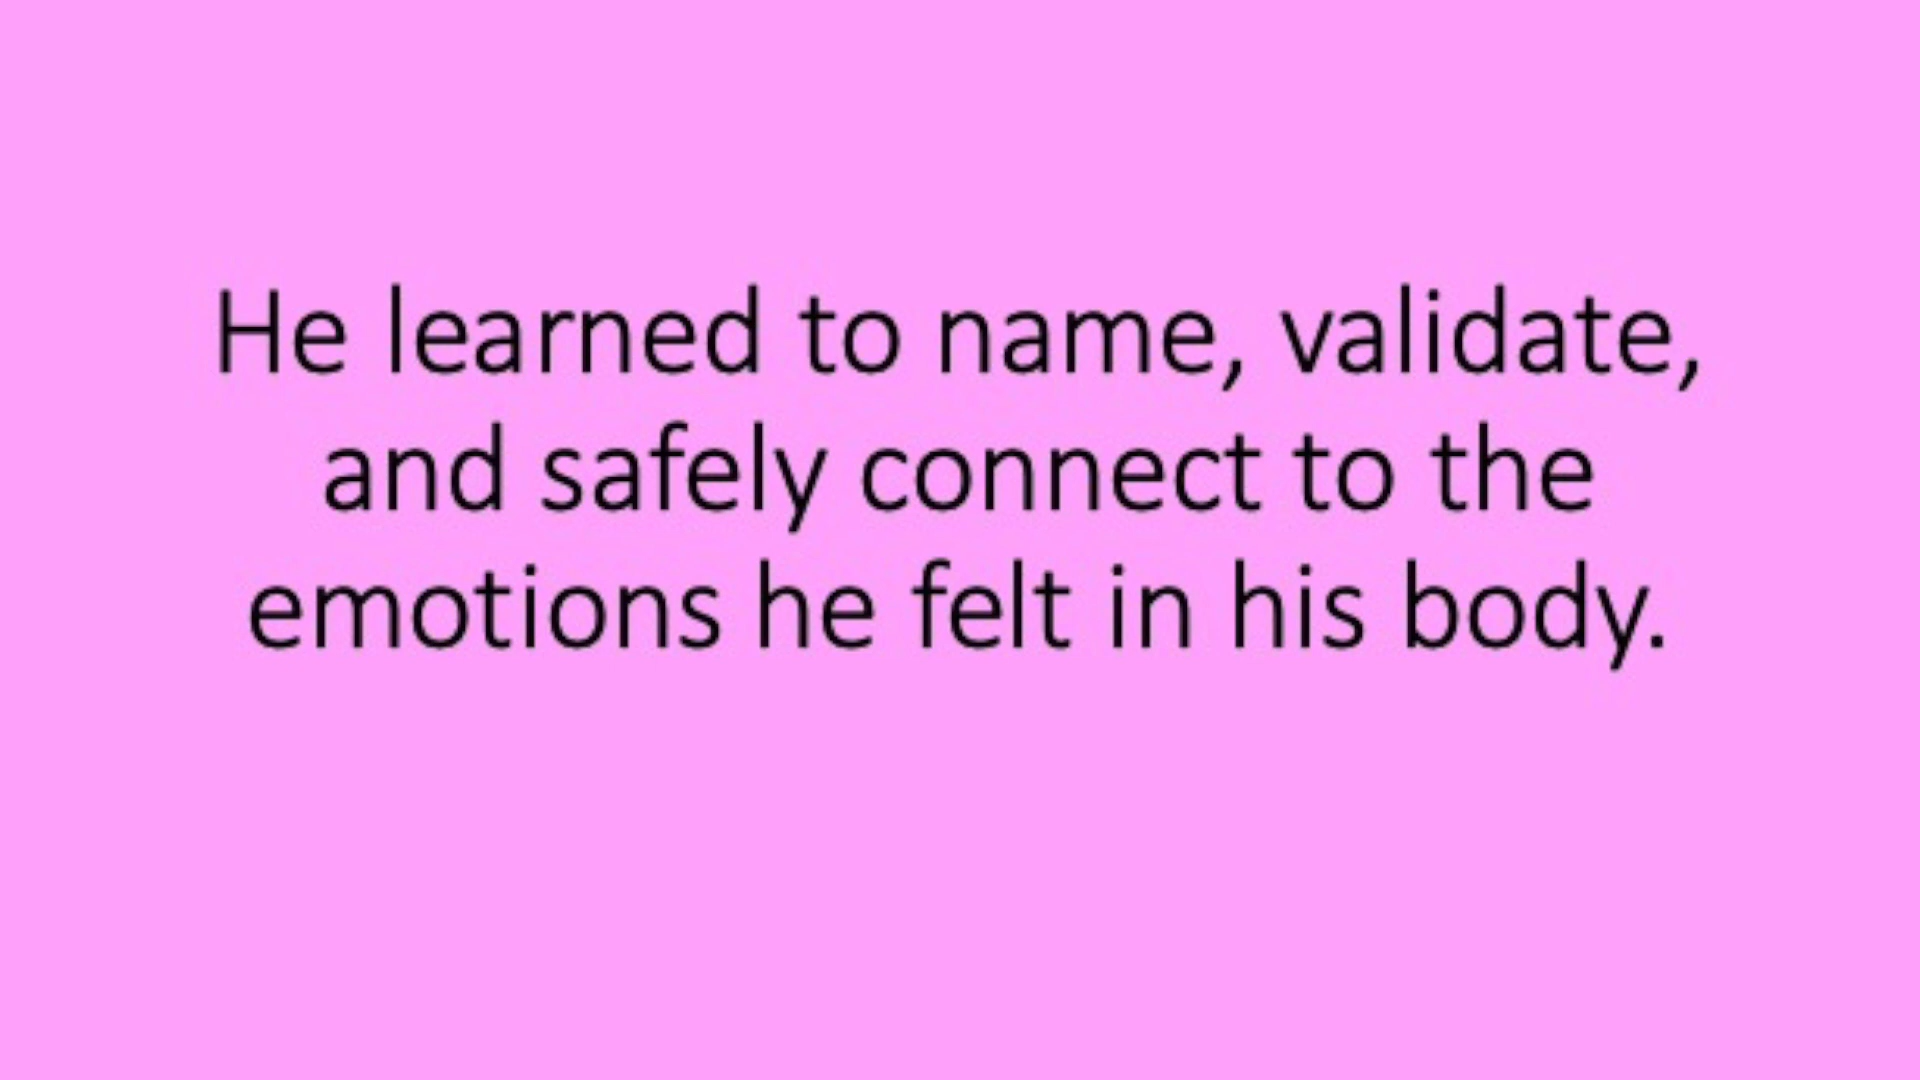 He learned to name, validate,
and safely connect to the
emotions he felt in his body.